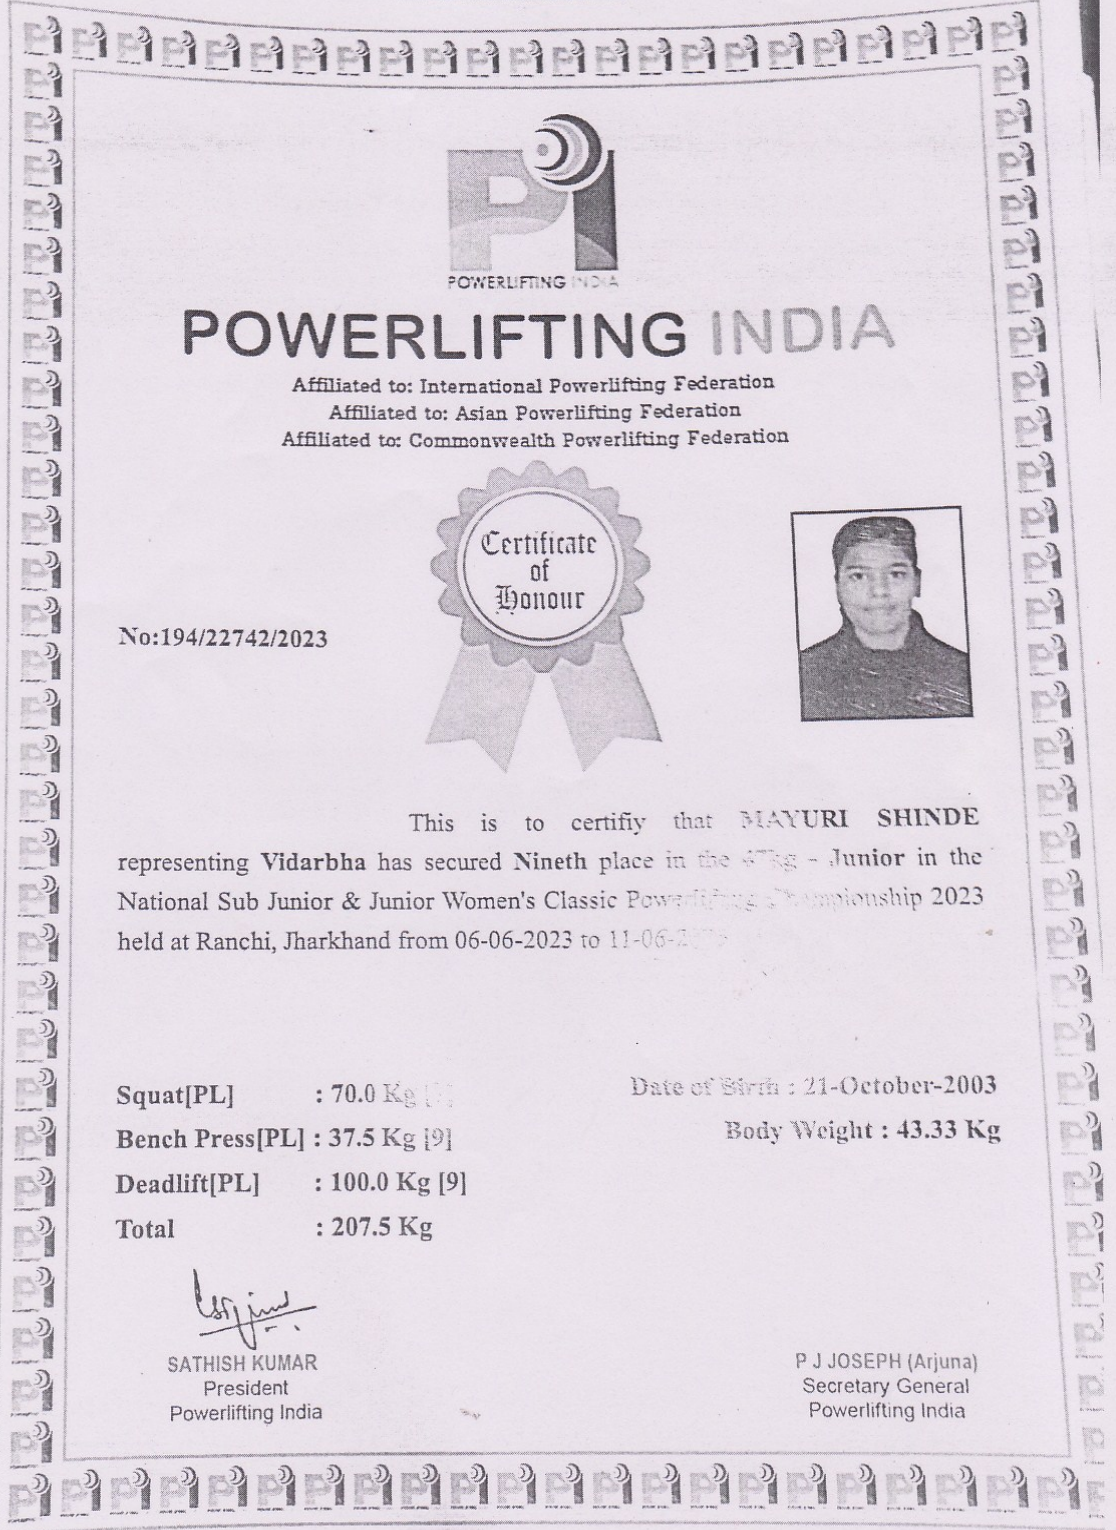 POWERLIFTING INDIA
POWERLIFTING INDIA
Affiliated to: International Powerlifting Federation
Affiliated to: Asian Powerlifting Federation
Affiliated to: Commonwealth Powerlifting Federation
Certificate
of
Honour
No:194/22742/2023
This is to certifiy that MAYURI SHINDE
representing Vidarbha has secured Nineth place in the - Junior in the
National Sub Junior & Junior Women's Classic Powerlifting Championship 2023
held at Ranchi, Jharkhand from 06-06-2023 to
Squat[PL] : 70.0 Kg
Date of Birth : 21-October-2003
Bench Press[PL] : 37.5 Kg [9]
Body Weight : 43.33 Kg
Deadlift[PL] : 100.0 Kg [9]
Total : 207.5 Kg
SATHISH KUMAR
President
Powerlifting India
P J JOSEPH (Arjuna)
Secretary General
Powerlifting India